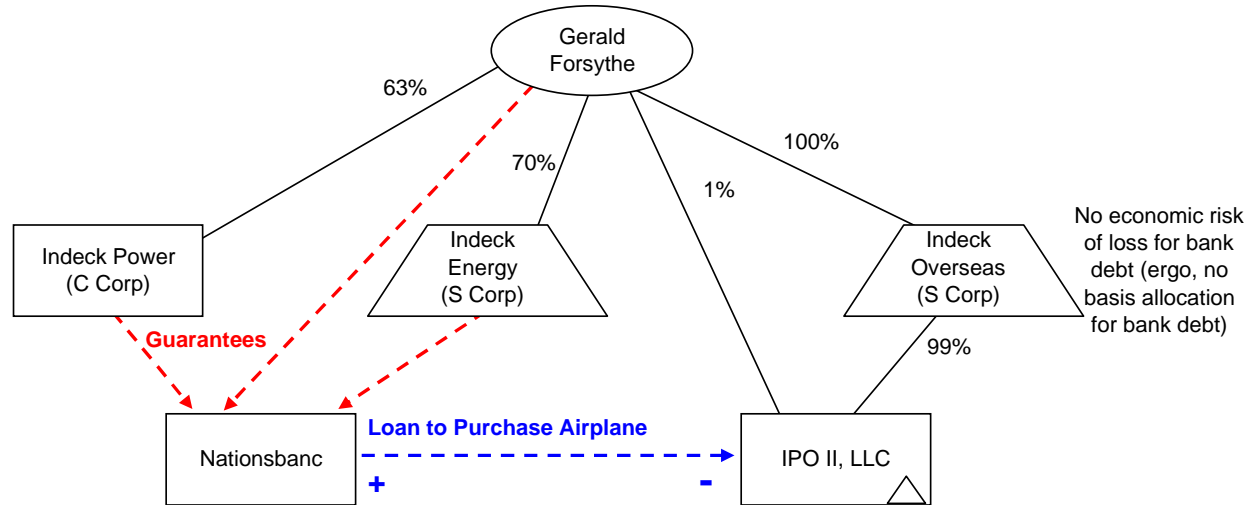 Gerald
Forsythe
63%
100%
70%
1%
Indeck Power
(C Corp)
Indeck
Energy
(S Corp)
Indeck
Overseas
(S Corp)
No economic risk
of loss for bank
debt (ergo, no
basis allocation
for bank debt)
Guarantees
99%
Nationsbanc
Loan to Purchase Airplane
+
-
IPO II, LLC